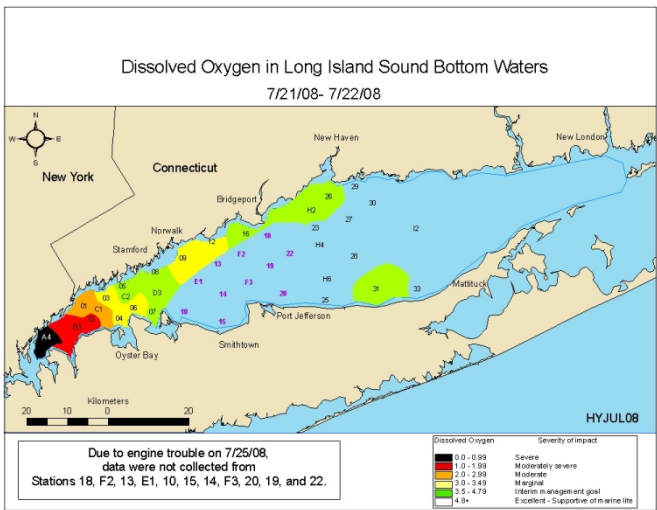 Dissolved Oxygen in Long Island Sound Bottom Waters
7/21/08- 7/22/08
N
W E
S
New Haven
New London
Connecticut
New York
Bridgeport
Norwalk
Stamford
29
26
30
H2
27
16
18
23
I2
12
H4
F2
22
09
28
13
19
08
H6
E1
F3
05
D3
31
33
Mattituck
03
C2
14
20
01
06
25
C1
07
10
Port Jefferson
04
02
15
B3
A4
Smithtown
Oyster Bay
Kilometers
20 10 0 20
HYJUL08
Due to engine trouble on 7/25/08,
data were not collected from
Stations 18, F2, 13, E1, 10, 15, 14, F3, 20, 19, and 22.
Dissolved Oxygen Severity of impact
0.0 - 0.99 Severe
1.0 - 1.99 Moderately severe
2.0 - 2.99 Moderate
3.0 - 3.49 Marginal
3.5 - 4.79 Interim management goal
4.8+ Excellent - Supportive of marine life